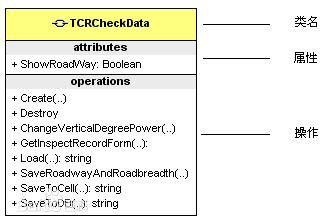 TCRCheckData
类名
attributes
+ ShowRoadWay: Boolean
属性
operations
+ Create(..)
+ Destroy
+ ChangeVerticalDegreePower(..)
+ GetInspectRecordForm(..):
操作
+ Load(..): string
+ SaveRoadwayAndRoadbreadth(..):
+ SaveToCell(..): string
+ SaveToDB(..): string